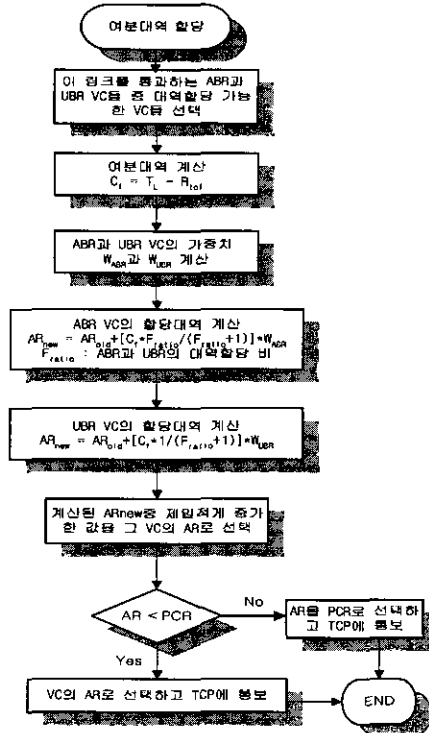 여분대역 할당
이 링크를 통과하는 ABR과
UBR VC들 중 대역할당 가능
한 VC들 선택
여분대역 계산
C_f = T_L - R_tot
ABR과 UBR VC의 가중치
W_ABR과 W_UBR 계산
ABR VC의 할당대역 계산
AR_new = AR_old+[C_f*F_ratio/(F_ratio+1)]*W_ABR
F_ratio : ABR과 UBR의 대역할당 비
UBR VC의 할당대역 계산
AR_new = AR_old+[C_f*1/(F_ratio+1)]*W_UBR
계산된 ARnew중 제일적게 증가
한 값을 그 VC의 AR로 선택
AR < PCR
No
AR을 PCR로 선택하
고 TCP에 통보
Yes
VC의 AR로 선택하고 TCP에 통보
END